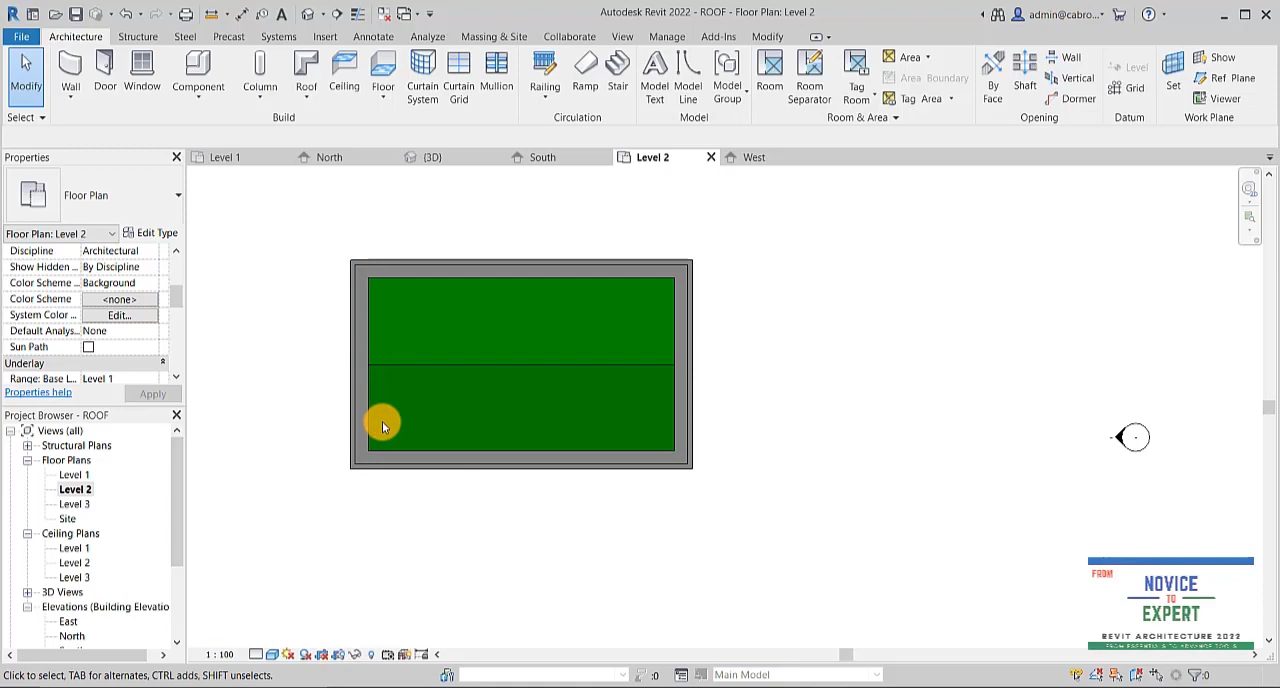 Autodesk Revit 2022 - ROOF - Floor Plan: Level 2
admin@cabro...
File Architecture Structure Steel Precast Systems Insert Annotate Analyze Massing & Site Collaborate View Manage Add-Ins Modify
Modify
Wall
Door
Window
Component
Column
Roof
Ceiling
Floor
Curtain System
Curtain Grid
Mullion
Railing
Ramp
Stair
Model Text
Model Line
Model Group
Room
Room Separator
Tag Room
Area
Area Boundary
Tag Area
By Face
Shaft
Wall
Vertical
Dormer
Level
Grid
Set
Show
Ref Plane
Viewer
Select Build Circulation Model Room & Area Opening Datum Work Plane
Properties
Level 1 North (3D) South Level 2 West
Floor Plan
Floor Plan: Level 2 Edit Type
Discipline Architectural
Show Hidden ... By Discipline
Color Scheme ... Background
Color Scheme <none>
System Color ... Edit...
Default Analys... None
Sun Path
Underlay
Range: Base L... Level 1
Properties help Apply
Project Browser - ROOF
Views (all)
Structural Plans
Floor Plans
Level 1
Level 2
Level 3
Site
Ceiling Plans
Level 1
Level 2
Level 3
3D Views
Elevations (Building Elevatio
East
North
1 : 100
Click to select, TAB for alternates, CTRL adds, SHIFT unselects.
:0
Main Model
:0
FROM
NOVICE
TO
EXPERT
REVIT ARCHITECTURE 2022
FROM ESSENTIALS TO ADVANCE TOOLS